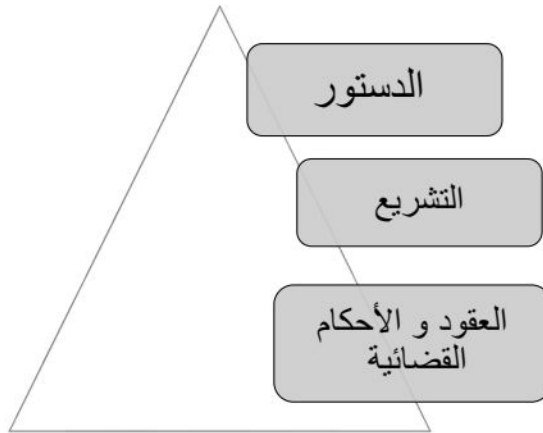 الدستور
التشريع
العقود و الأحكام
القضائية